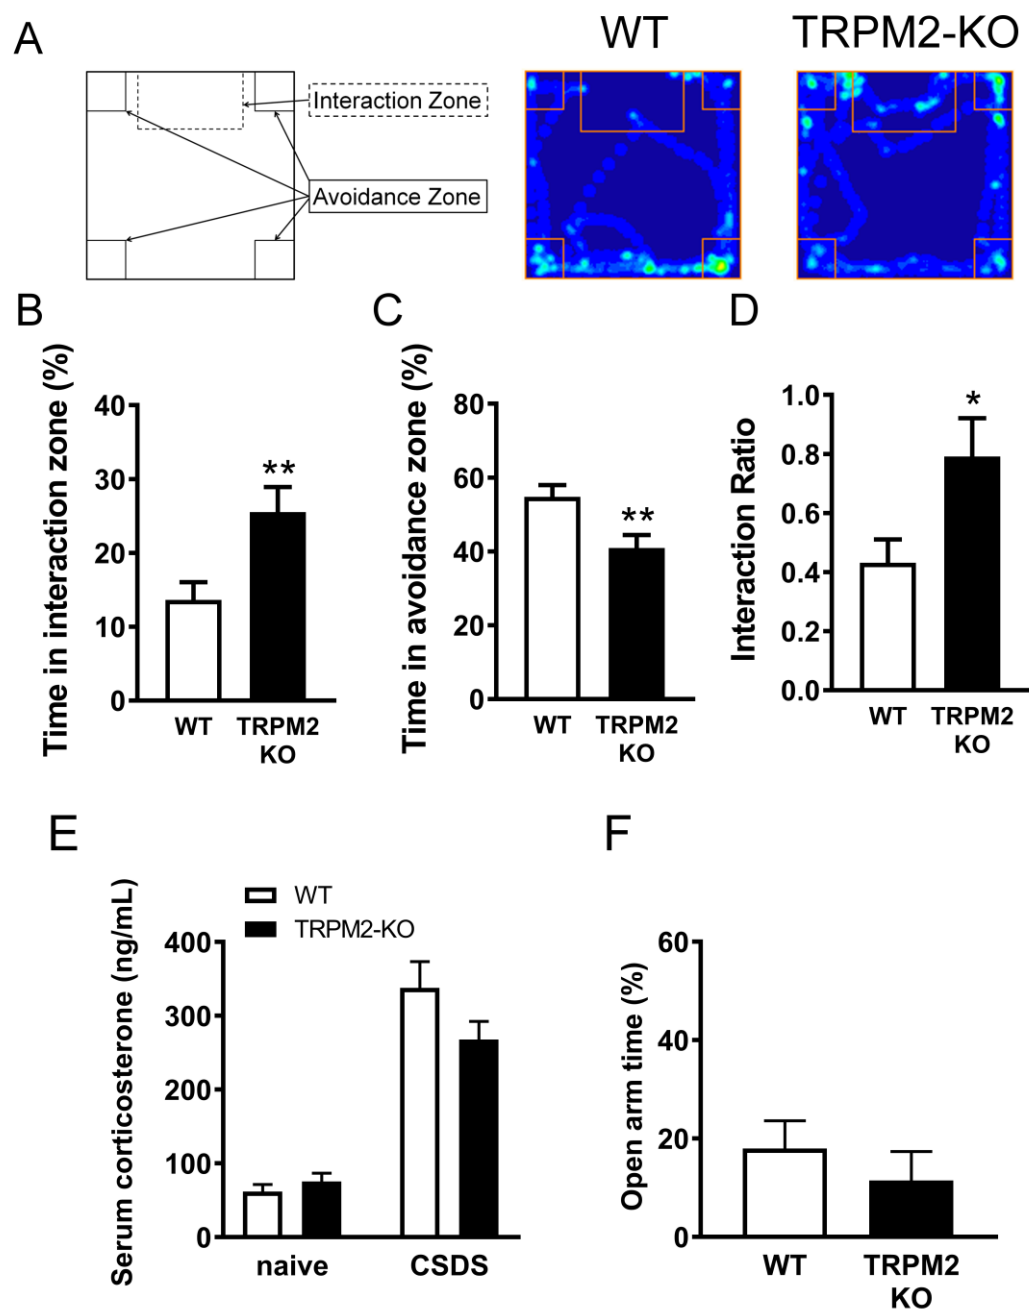 A
WT
TRPM2-KO
Interaction Zone
Avoidance Zone
B
Time in interaction zone (%)
40
30
20
10
0
**
WT
TRPM2
KO
C
Time in avoidance zone (%)
80
60
40
20
0
**
WT
TRPM2
KO
D
Interaction Ratio
1.0
0.8
0.6
0.4
0.2
0.0
*
WT
TRPM2
KO
E
Serum corticosterone (ng/mL)
WT
TRPM2-KO
400
300
200
100
0
naive
CSDS
F
Open arm time (%)
60
40
20
0
WT
TRPM2
KO